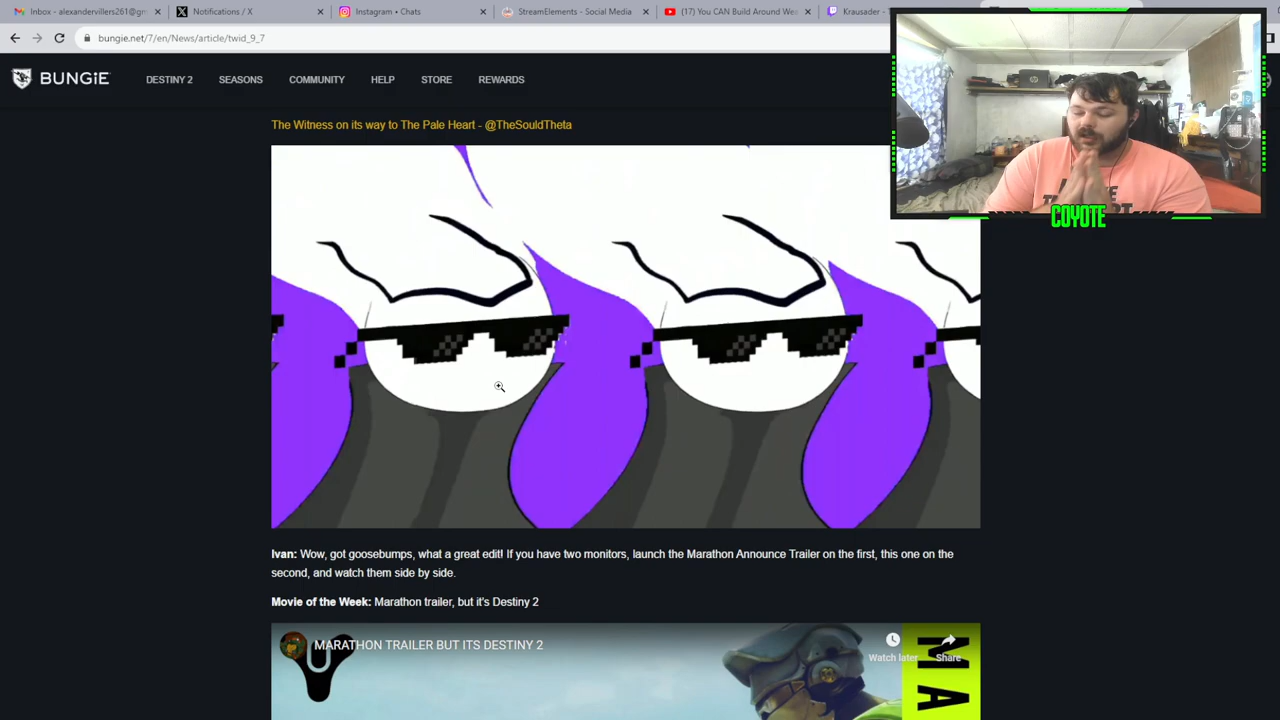 Inbox - alexandervillers261@gm
Notifications / X
Instagram • Chats
StreamElements - Social Media
(17) You CAN Build Around We
Krausader -
bungie.net/7/en/News/article/twid_9_7
BUNGiE
DESTINY 2
SEASONS
COMMUNITY
HELP
STORE
REWARDS
The Witness on its way to The Pale Heart - @TheSouldTheta
COYOTE
Ivan: Wow, got goosebumps, what a great edit! If you have two monitors, launch the Marathon Announce Trailer on the first, this one on the
second, and watch them side by side.
Movie of the Week: Marathon trailer, but it's Destiny 2
MARATHON TRAILER BUT ITS DESTINY 2
Watch later
Share
M A